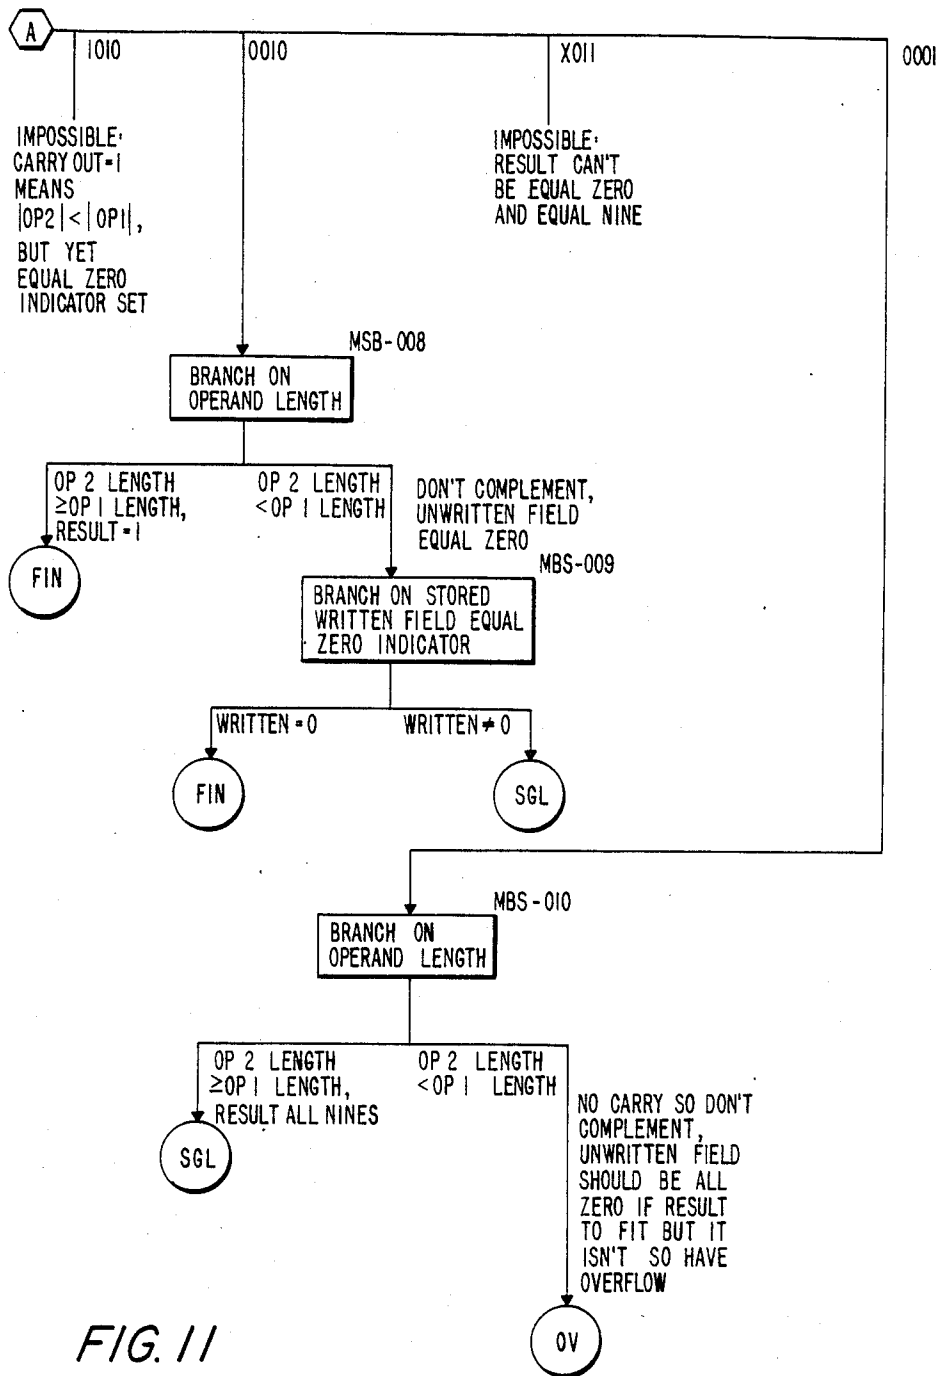 A
1010
0010
X011
0001
IMPOSSIBLE:
CARRY OUT=1
MEANS
|OP2| < |OP1|,
BUT YET
EQUAL ZERO
INDICATOR SET
IMPOSSIBLE:
RESULT CAN'T
BE EQUAL ZERO
AND EQUAL NINE
MSB-008
BRANCH ON
OPERAND LENGTH
OP 2 LENGTH
≥OP 1 LENGTH,
RESULT=1
OP 2 LENGTH
<OP 1 LENGTH
DON'T COMPLEMENT,
UNWRITTEN FIELD
EQUAL ZERO
FIN
MBS-009
BRANCH ON STORED
WRITTEN FIELD EQUAL
ZERO INDICATOR
WRITTEN=0
WRITTEN≠0
FIN
SGL
MBS-010
BRANCH ON
OPERAND LENGTH
OP 2 LENGTH
≥OP 1 LENGTH,
RESULT ALL NINES
OP 2 LENGTH
<OP 1 LENGTH
SGL
NO CARRY SO DON'T
COMPLEMENT,
UNWRITTEN FIELD
SHOULD BE ALL
ZERO IF RESULT
TO FIT BUT IT
ISN'T SO HAVE
OVERFLOW
OV
FIG. 11